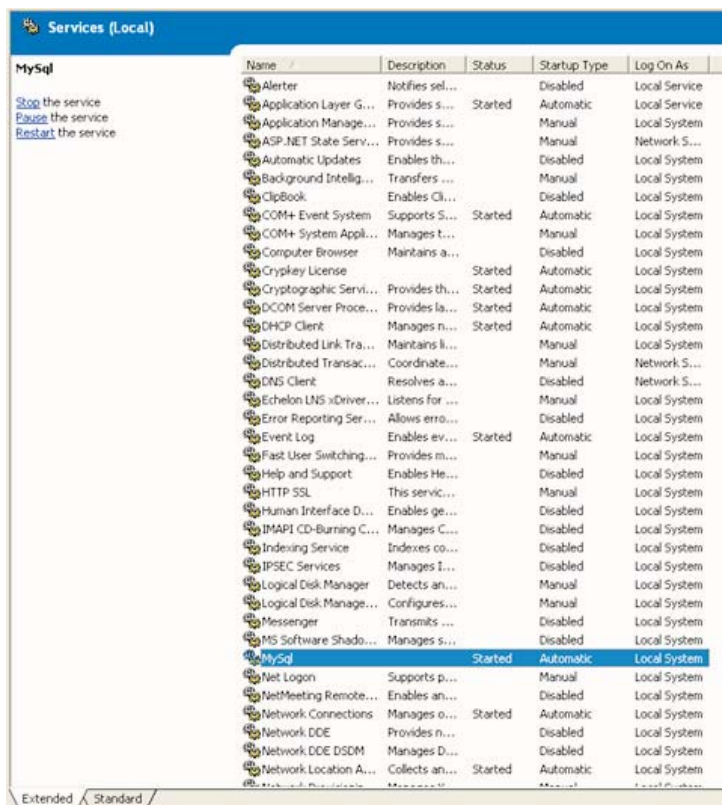 Services (Local)
MySql
Stop the service
Pause the service
Restart the service
Name Description Status Startup Type Log On As
Alerter Notifies sel... Disabled Local Service
Application Layer G... Provides s... Started Automatic Local Service
Application Manage... Provides s... Manual Local System
ASP.NET State Serv... Provides s... Manual Network S...
Automatic Updates Enables th... Disabled Local System
Background Intellig... Transfers ... Manual Local System
ClipBook Enables Cli... Disabled Local System
COM+ Event System Supports S... Started Automatic Local System
COM+ System Appli... Manages t... Manual Local System
Computer Browser Maintains a... Disabled Local System
Crypkey License Started Automatic Local System
Cryptographic Servi... Provides th... Started Automatic Local System
DCOM Server Proce... Provides la... Started Automatic Local System
DHCP Client Manages n... Started Automatic Local System
Distributed Link Tra... Maintains li... Manual Local System
Distributed Transac... Coordinate... Manual Network S...
DNS Client Resolves a... Disabled Network S...
Echelon LNS xDriver... Listens for ... Manual Local System
Error Reporting Ser... Allows erro... Disabled Local System
Event Log Enables ev... Started Automatic Local System
Fast User Switching... Provides m... Manual Local System
Help and Support Enables He... Disabled Local System
HTTP SSL This servic... Manual Local System
Human Interface D... Enables ge... Disabled Local System
IMAPI CD-Burning C... Manages C... Disabled Local System
Indexing Service Indexes co... Disabled Local System
IPSEC Services Manages I... Disabled Local System
Logical Disk Manager Detects an... Manual Local System
Logical Disk Manage... Configures... Manual Local System
Messenger Transmits ... Disabled Local System
MS Software Shado... Manages s... Disabled Local System
MySql Started Automatic Local System
Net Logon Supports p... Manual Local System
NetMeeting Remote... Enables an... Disabled Local System
Network Connections Manages o... Started Automatic Local System
Network DDE Provides n... Disabled Local System
Network DDE DSDM Manages D... Disabled Local System
Network Location A... Collects an... Started Automatic Local System
Extended Standard